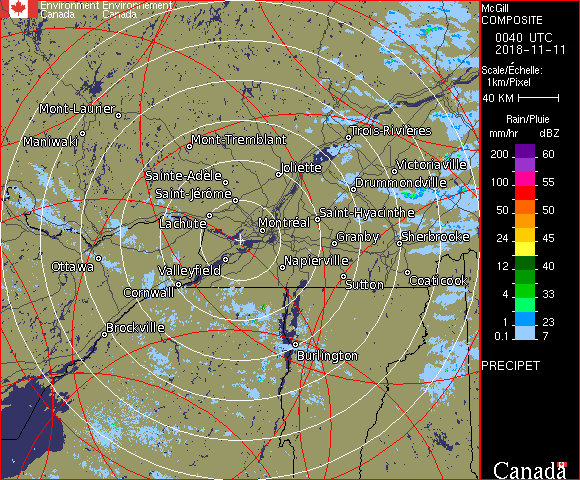 Environment Environnement
Canada Canada
McGill
COMPOSITE
0040 UTC
2018-11-11
Scale/Échelle:
1km/Pixel
40 KM
Rain/Pluie
mm/hr dBZ
200 60
150 57
100 55
50 50
24 45
12 40
4 33
1 23
0.1 7
PRECIPET
Canada
Mont-Laurier
Maniwaki
Mont-Tremblant
Trois-Rivières
Sainte-Adèle
Joliette
Victoriaville
Saint-Jérôme
Drummondville
Lachute
Montréal
Saint-Hyacinthe
Granby
Sherbrooke
Ottawa
Valleyfield
Napierville
Cornwall
Sutton
Coaticook
Brockville
Burlington